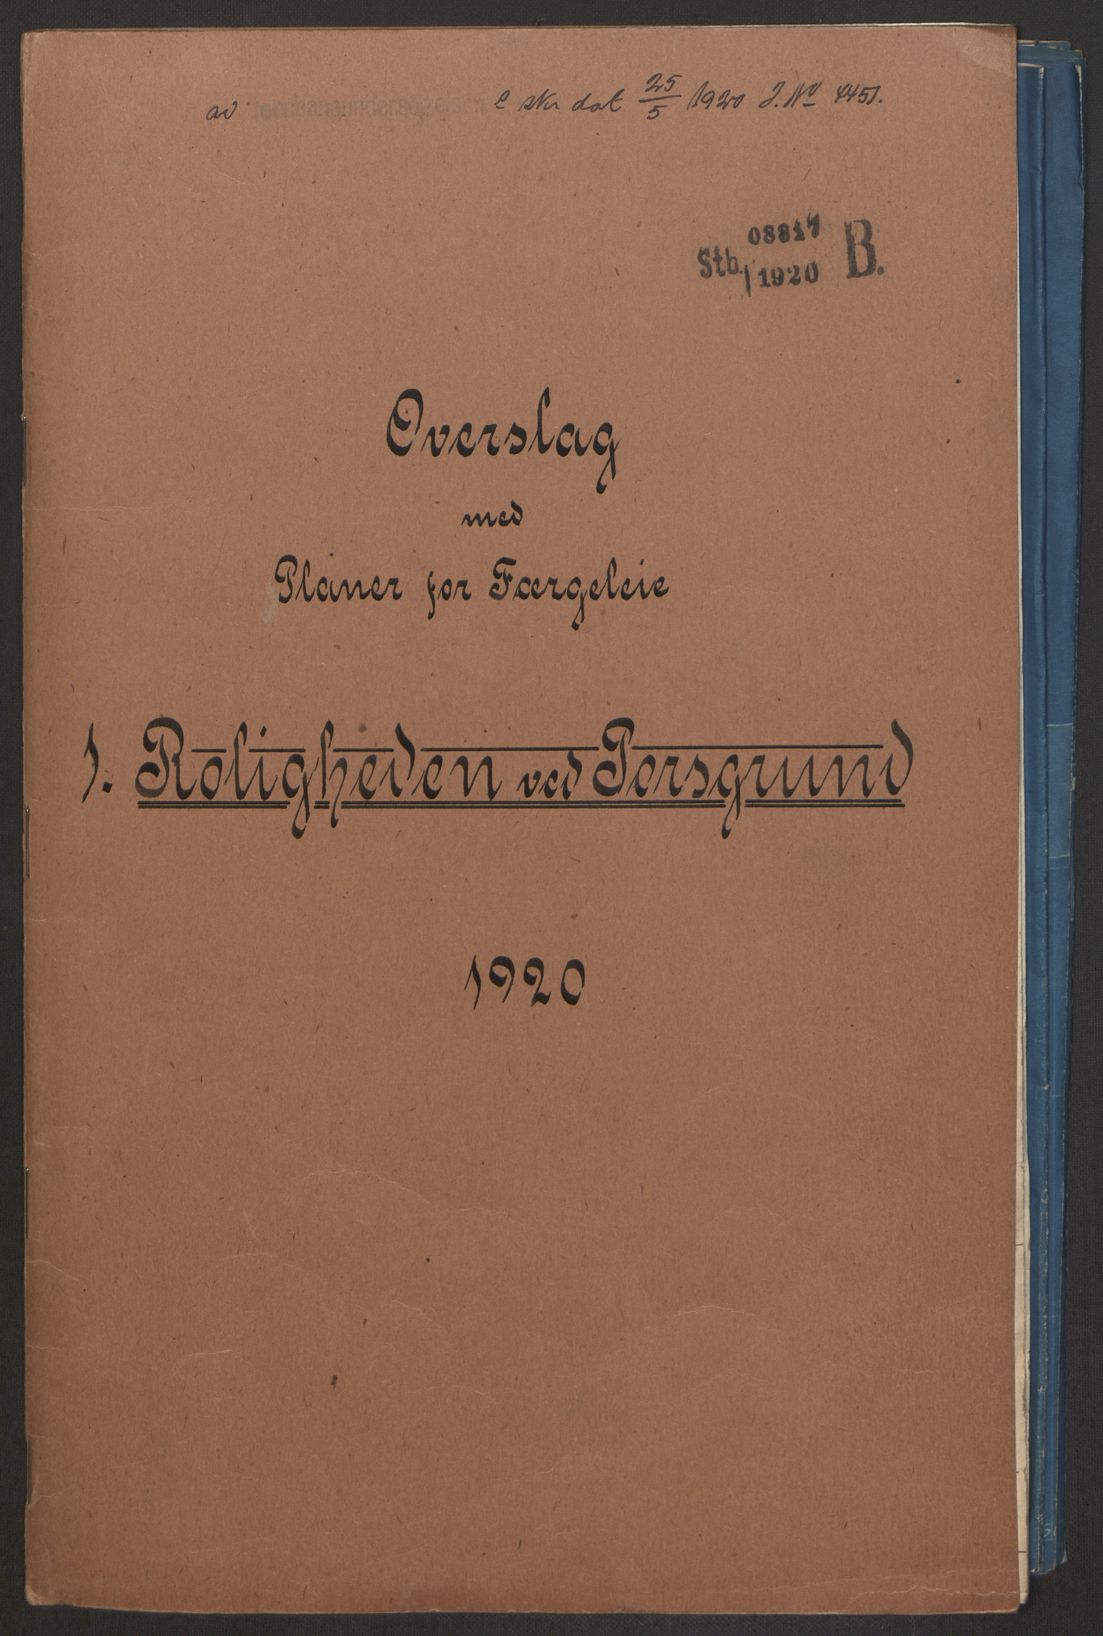 av e skr dat 25/5 1920 J. No 4451.
08817
Stb. / 1920 B.
Overslag
med
Planer for Færgeleie
1. Roligheden ved Porsgrund
1920